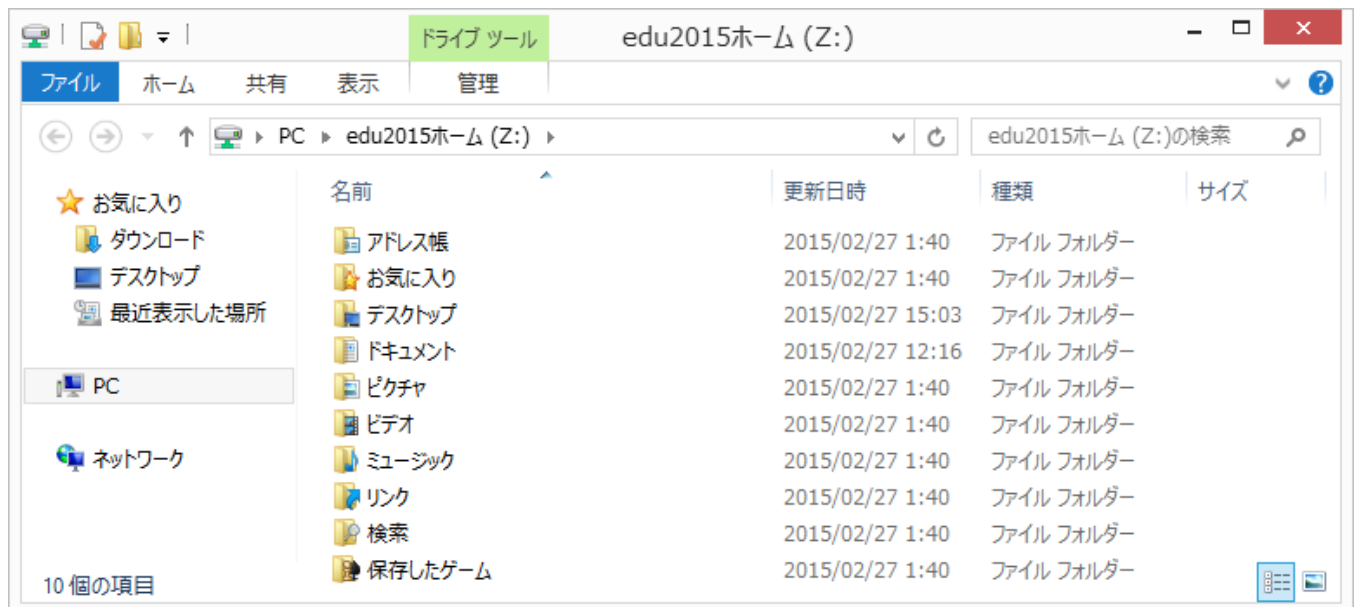 ドライブ ツール edu2015ホーム (Z:)
ファイル ホーム 共有 表示 管理
PC edu2015ホーム (Z:) edu2015ホーム (Z:)の検索
名前 更新日時 種類 サイズ
お気に入り
ダウンロード
デスクトップ
最近表示した場所
PC
ネットワーク
アドレス帳 2015/02/27 1:40 ファイル フォルダー
お気に入り 2015/02/27 1:40 ファイル フォルダー
デスクトップ 2015/02/27 15:03 ファイル フォルダー
ドキュメント 2015/02/27 12:16 ファイル フォルダー
ピクチャ 2015/02/27 1:40 ファイル フォルダー
ビデオ 2015/02/27 1:40 ファイル フォルダー
ミュージック 2015/02/27 1:40 ファイル フォルダー
リンク 2015/02/27 1:40 ファイル フォルダー
検索 2015/02/27 1:40 ファイル フォルダー
保存したゲーム 2015/02/27 1:40 ファイル フォルダー
10 個の項目